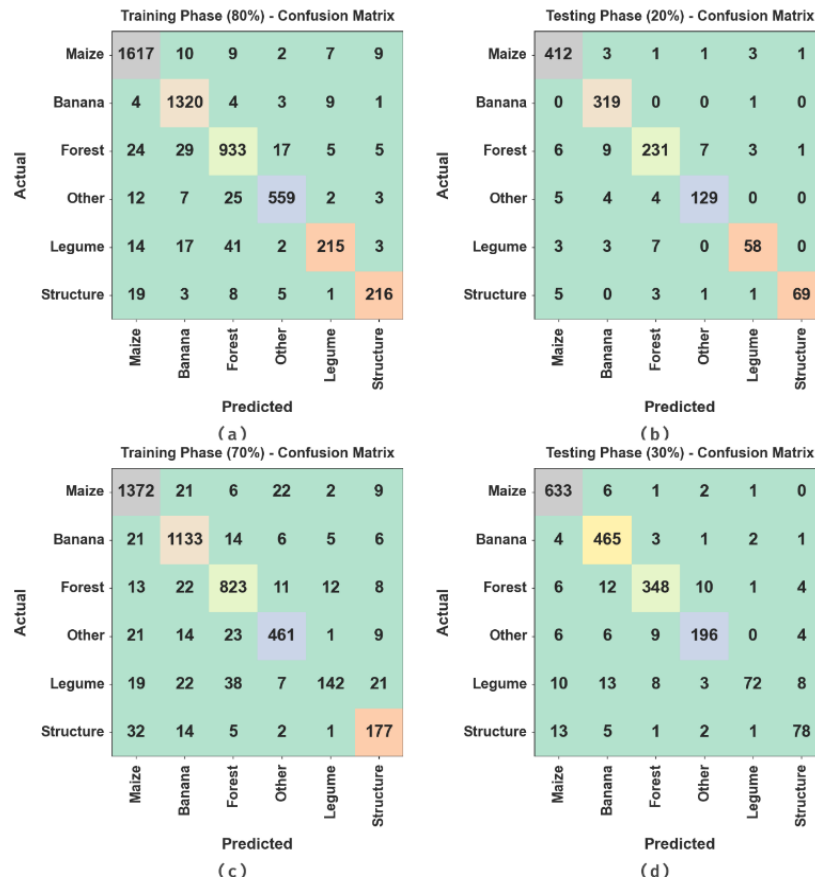 Training Phase (80%) - Confusion Matrix
Maize 1617 10 9 2 7 9
Banana 4 1320 4 3 9 1
Forest 24 29 933 17 5 5
Other 12 7 25 559 2 3
Legume 14 17 41 2 215 3
Structure 19 3 8 5 1 216
Actual
Maize Banana Forest Other Legume Structure
Predicted
(a)
Testing Phase (20%) - Confusion Matrix
Maize 412 3 1 1 3 1
Banana 0 319 0 0 1 0
Forest 6 9 231 7 3 1
Other 5 4 4 129 0 0
Legume 3 3 7 0 58 0
Structure 5 0 3 1 1 69
Actual
Maize Banana Forest Other Legume Structure
Predicted
(b)
Training Phase (70%) - Confusion Matrix
Maize 1372 21 6 22 2 9
Banana 21 1133 14 6 5 6
Forest 13 22 823 11 12 8
Other 21 14 23 461 1 9
Legume 19 22 38 7 142 21
Structure 32 14 5 2 1 177
Actual
Maize Banana Forest Other Legume Structure
Predicted
(c)
Testing Phase (30%) - Confusion Matrix
Maize 633 6 1 2 1 0
Banana 4 465 3 1 2 1
Forest 6 12 348 10 1 4
Other 6 6 9 196 0 4
Legume 10 13 8 3 72 8
Structure 13 5 1 2 1 78
Actual
Maize Banana Forest Other Legume Structure
Predicted
(d)